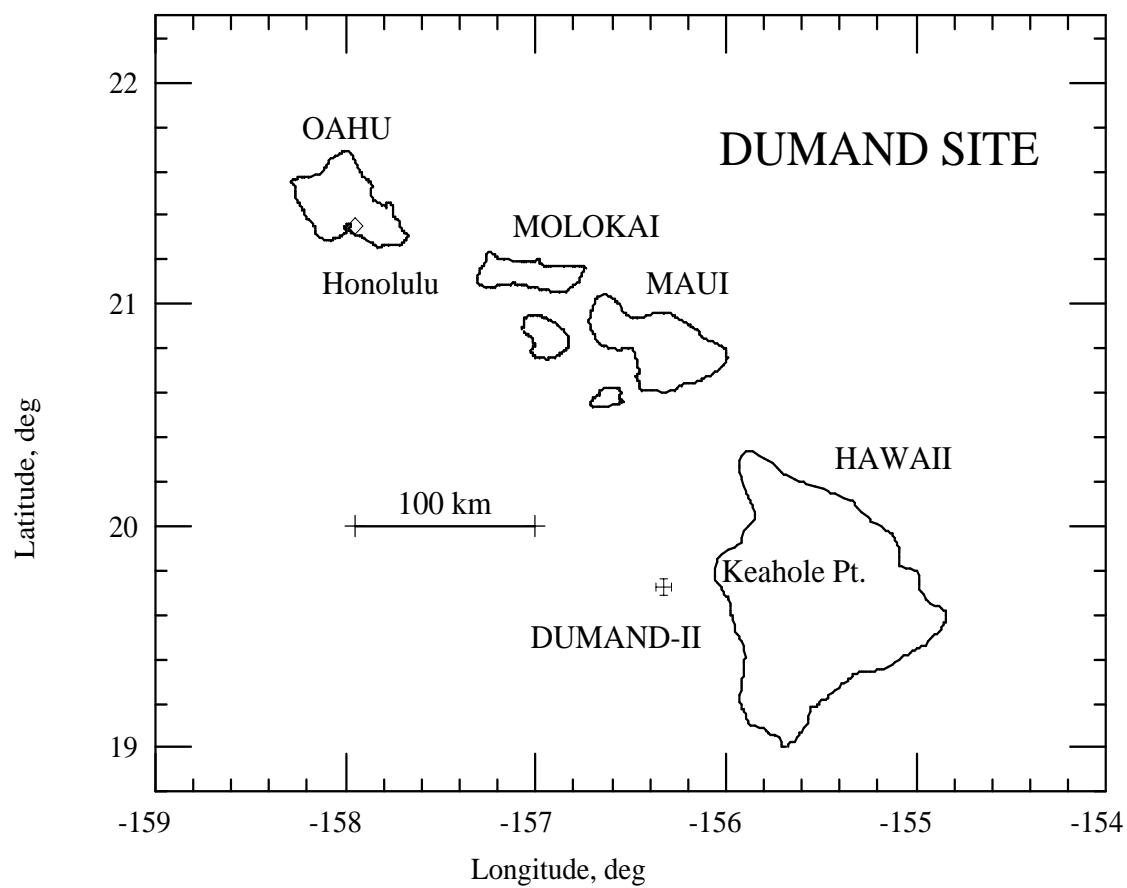 22
OAHU
DUMAND SITE
MOLOKAI
Honolulu
MAUI
21
HAWAII
100 km
20
Keahole Pt.
DUMAND-II
19
Latitude, deg
-159
-158
-157
-156
-155
-154
Longitude, deg